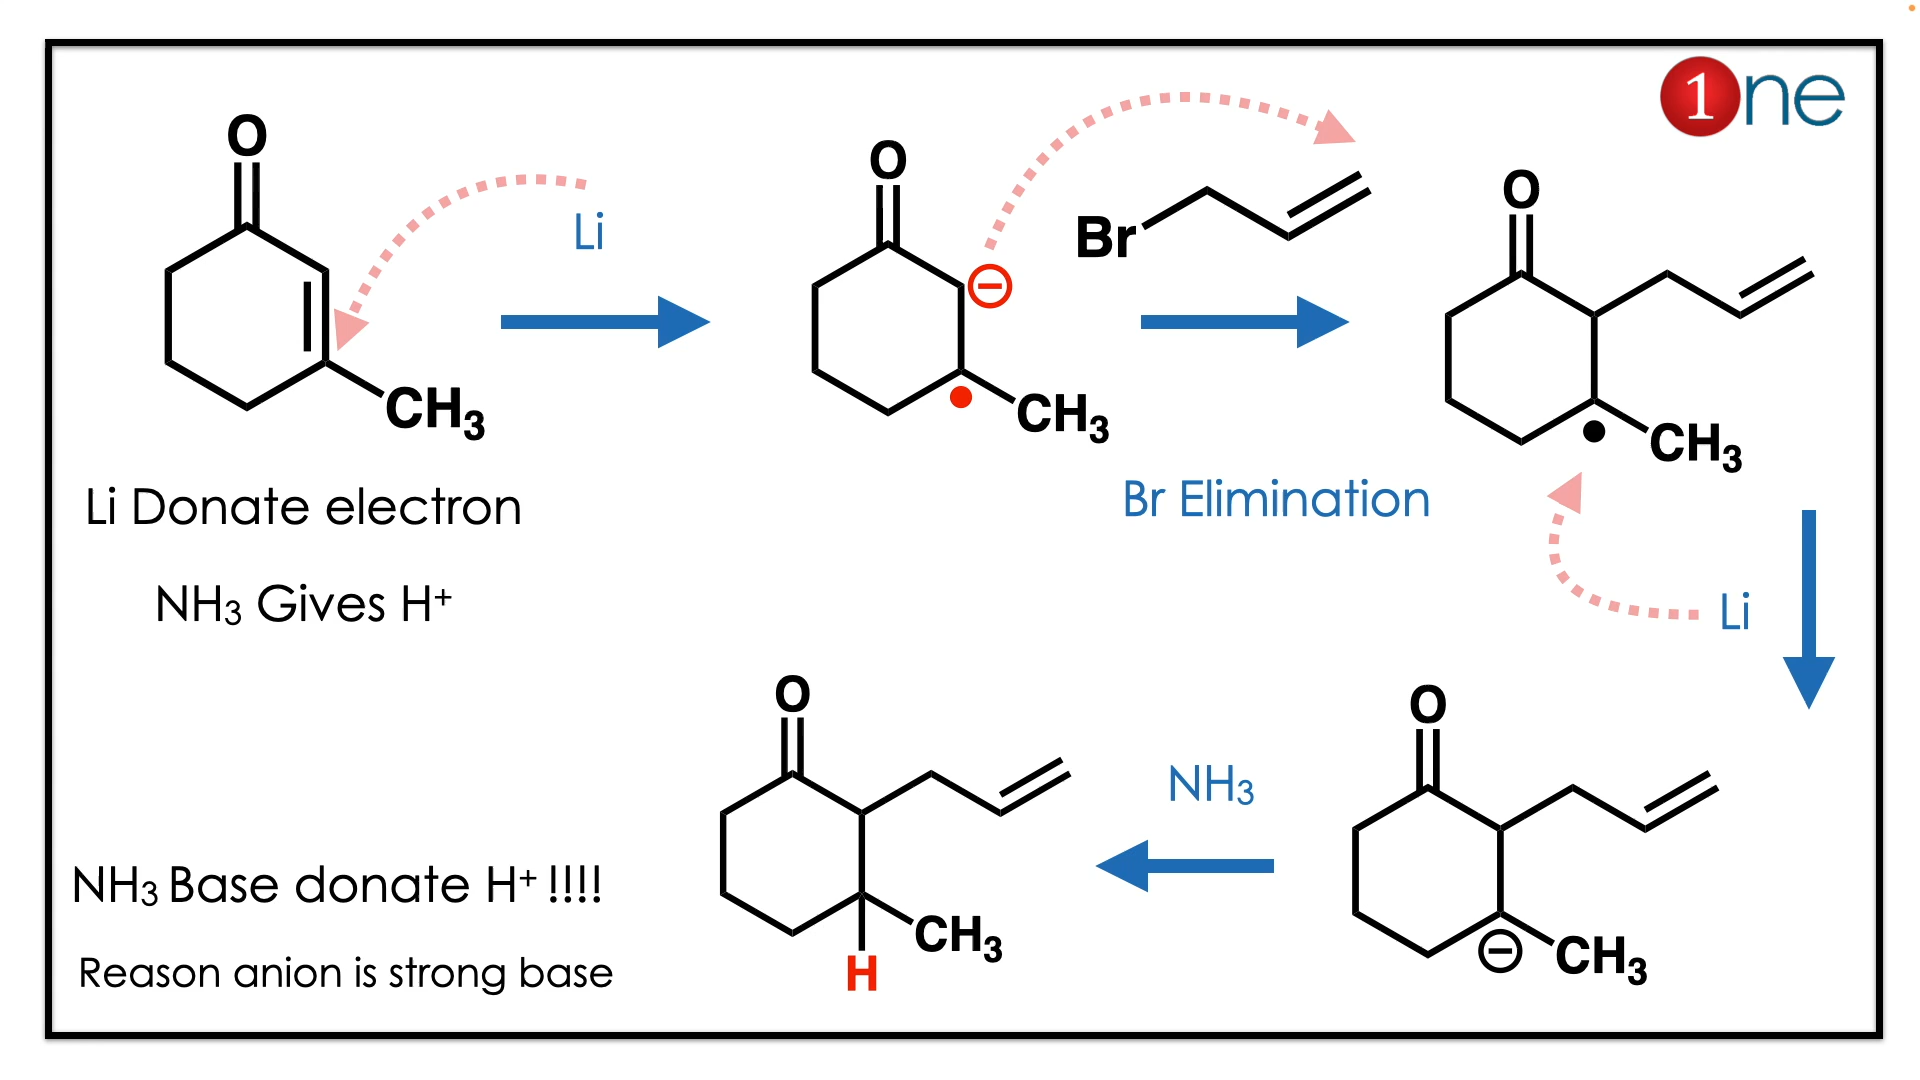 1ne
O
Li
CH₃
O
⊖
CH₃
Br
O
CH₃
Li Donate electron
NH₃ Gives H⁺
Br Elimination
Li
O
H
CH₃
NH₃
O
⊖
CH₃
NH₃ Base donate H⁺ !!!!
Reason anion is strong base